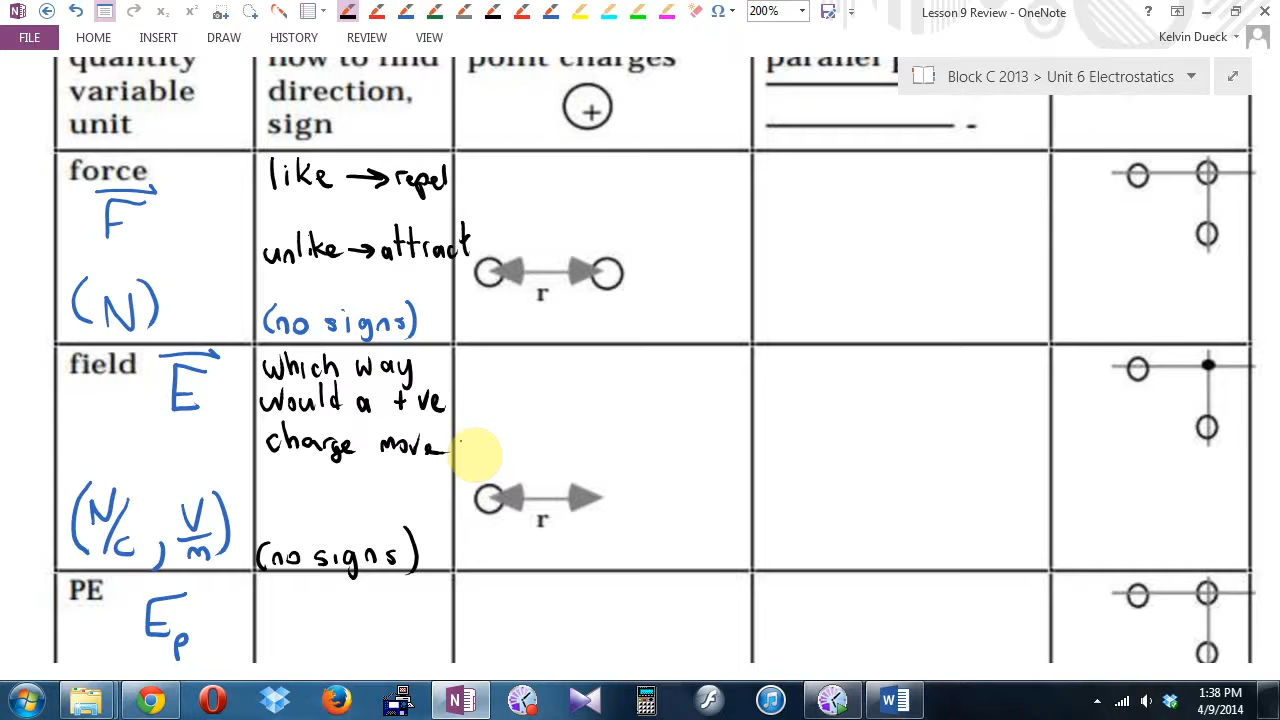 Lesson 9 Review - OneNote
200%
FILE
HOME
INSERT
DRAW
HISTORY
REVIEW
VIEW
Kelvin Dueck
Block C 2013 > Unit 6 Electrostatics
quantity
variable
unit
how to find
direction,
sign
point charges
+
-
force
F
(N)
like → repel
unlike → attract
(no signs)
r
field
E
(N/C, V/m)
which way
would a +ve
charge move
(no signs)
r
PE
Ep
1:38 PM
4/9/2014